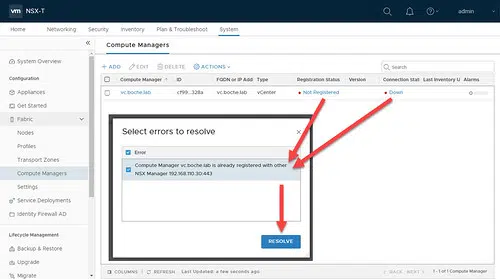 vm NSX-T
admin
Home Networking Security Inventory Plan & Troubleshoot System
System Overview
Configuration
Appliances
Get Started
Fabric
Nodes
Profiles
Transport Zones
Compute Managers
Settings
Service Deployments
Identity Firewall AD
Lifecycle Management
Backup & Restore
Upgrade
Migrate
Compute Managers
+ ADD EDIT DELETE ACTIONS
Search
Compute Manager ID FQDN or IP Add Type Registration Status Version Connection Stat Last Inventory U Alarms
vc.boche.lab cf99...328a vc.boche.lab vCenter Not Registered Down
Select errors to resolve
Error
Compute Manager vc.boche.lab is already registered with other
NSX Manager 192.168.110.30:443
RESOLVE
COLUMNS REFRESH Last Updated: a few seconds ago BACK NEXT 1 - 1 of 1 Compute Manager